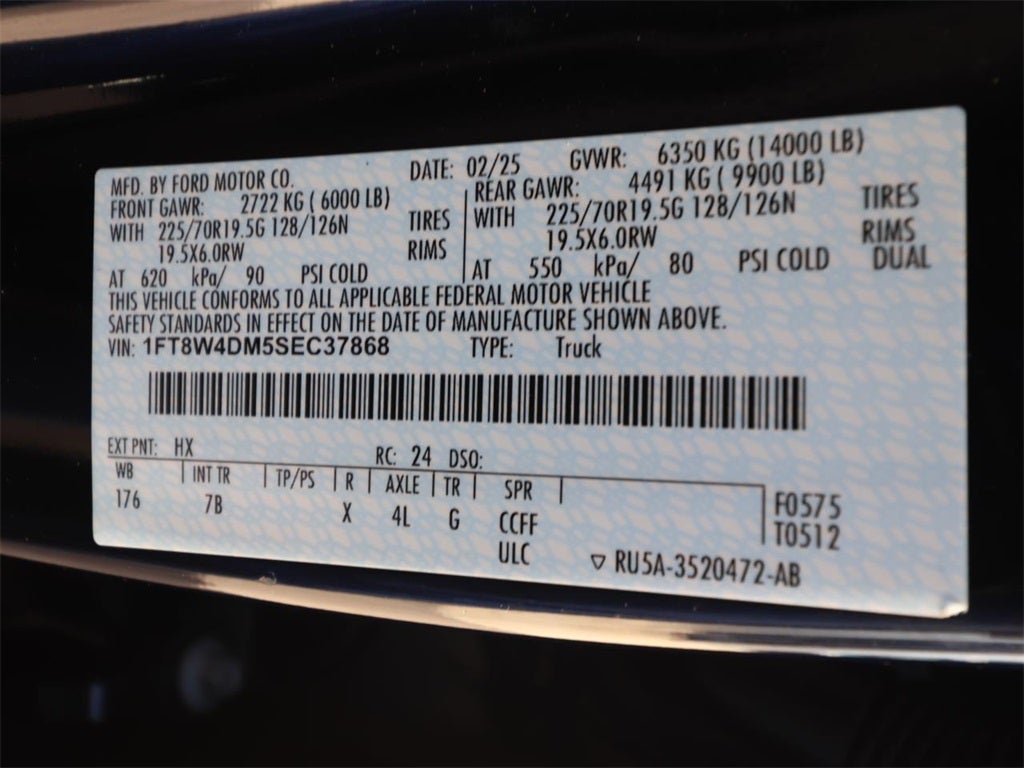 MFD. BY FORD MOTOR CO. DATE: 02/25 GVWR: 6350 KG (14000 LB)
FRONT GAWR: 2722 KG ( 6000 LB) REAR GAWR: 4491 KG ( 9900 LB)
WITH 225/70R19.5G 128/126N TIRES WITH 225/70R19.5G 128/126N TIRES
19.5X6.0RW RIMS 19.5X6.0RW RIMS
AT 620 kPa/ 90 PSI COLD AT 550 kPa/ 80 PSI COLD DUAL
THIS VEHICLE CONFORMS TO ALL APPLICABLE FEDERAL MOTOR VEHICLE
SAFETY STANDARDS IN EFFECT ON THE DATE OF MANUFACTURE SHOWN ABOVE.
VIN: 1FT8W4DM5SEC37868 TYPE: Truck
EXT PNT: HX RC: 24 DSO:
WB INT TR TP/PS R AXLE TR SPR
176 7B X 4L G CCFF F0575
ULC T0512
▽ RU5A-3520472-AB